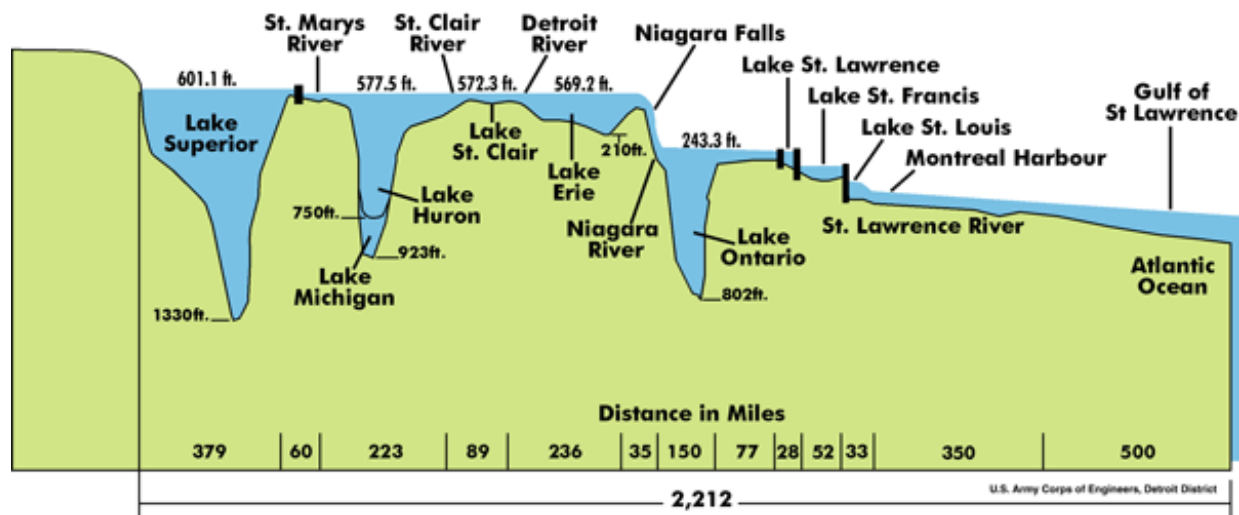 St. Marys
River
St. Clair
River
Detroit
River
Niagara Falls
Lake St. Lawrence
Lake St. Francis
Lake St. Louis
Montreal Harbour
Gulf of
St Lawrence
601.1 ft.
577.5 ft.
572.3 ft.
569.2 ft.
243.3 ft.
Lake
Superior
Lake
St. Clair
210ft.
Lake
Erie
Lake
Huron
750ft.
923ft.
Lake
Michigan
Niagara
River
Lake
Ontario
St. Lawrence River
Atlantic
Ocean
1330ft.
802ft.
Distance in Miles
379 60 223 89 236 35 150 77 28 52 33 350 500
U.S. Army Corps of Engineers, Detroit District
2,212